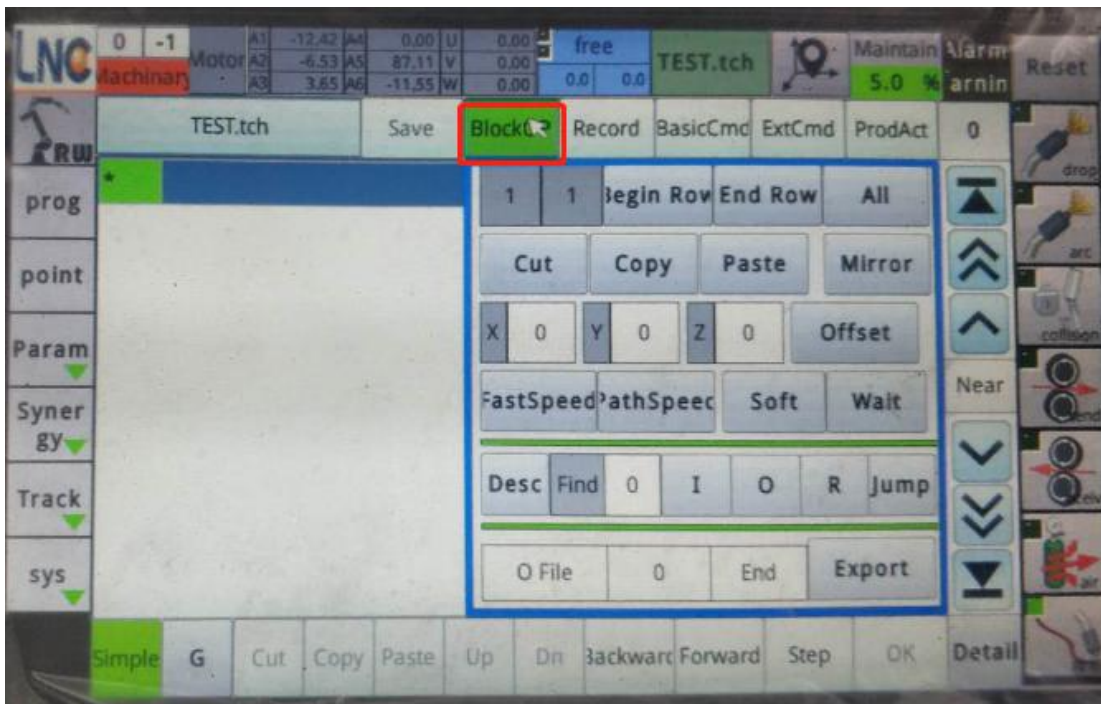 LNC 0 -1 Motor A1 -12.42 A4 0.00 U 0.00 free TEST.tch Maintain Alarm Reset
Machinary A2 -6.53 A5 87.11 V 0.00 0.0 0.0 5.0 % arnin
A3 3.65 A6 -11.55 W 0.00
RW TEST.tch Save BlockOP Record BasicCmd ExtCmd ProdAct 0
drop
prog * 1 1 Begin Row End Row All
arc
point Cut Copy Paste Mirror
collison
Param X 0 Y 0 Z 0 Offset
Near
Syner
gy FastSpeed PathSpeed Soft Wait
Track Desc Find 0 I O R Jump
sys O File 0 End Export
air
Simple G Cut Copy Paste Up Dn Backward Forward Step OK Detail